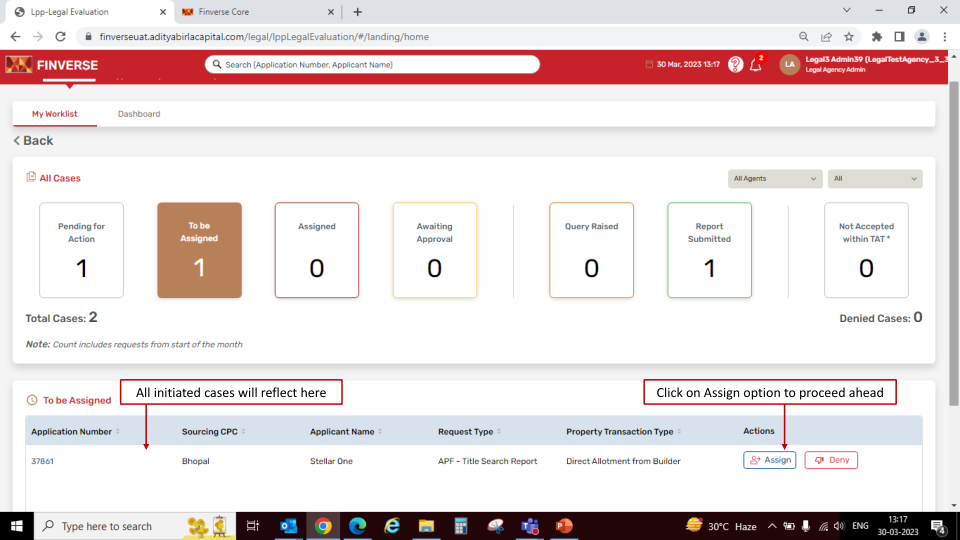 Lpp-Legal Evaluation
Finverse Core
finverseuat.adityabirlacapital.com/legal/lppLegalEvaluation/#/landing/home
FINVERSE
Search (Application Number, Applicant Name)
30 Mar, 2023 13:17
2
LA
Legal3 Admin39 (LegalTestAgency_3_3
Legal Agency Admin
My Worklist
Dashboard
< Back
All Cases
All Agents
All
Pending for
Action
1
To be
Assigned
1
Assigned
0
Awaiting
Approval
0
Query Raised
0
Report
Submitted
1
Not Accepted
within TAT *
0
Total Cases: 2
Denied Cases: 0
Note: Count includes requests from start of the month
To be Assigned
All initiated cases will reflect here
Click on Assign option to proceed ahead
Application Number
Sourcing CPC
Applicant Name
Request Type
Property Transaction Type
Actions
37861
Bhopal
Stellar One
APF - Title Search Report
Direct Allotment from Builder
Assign
Deny
Type here to search
30°C Haze
ENG
13:17
30-03-2023
4